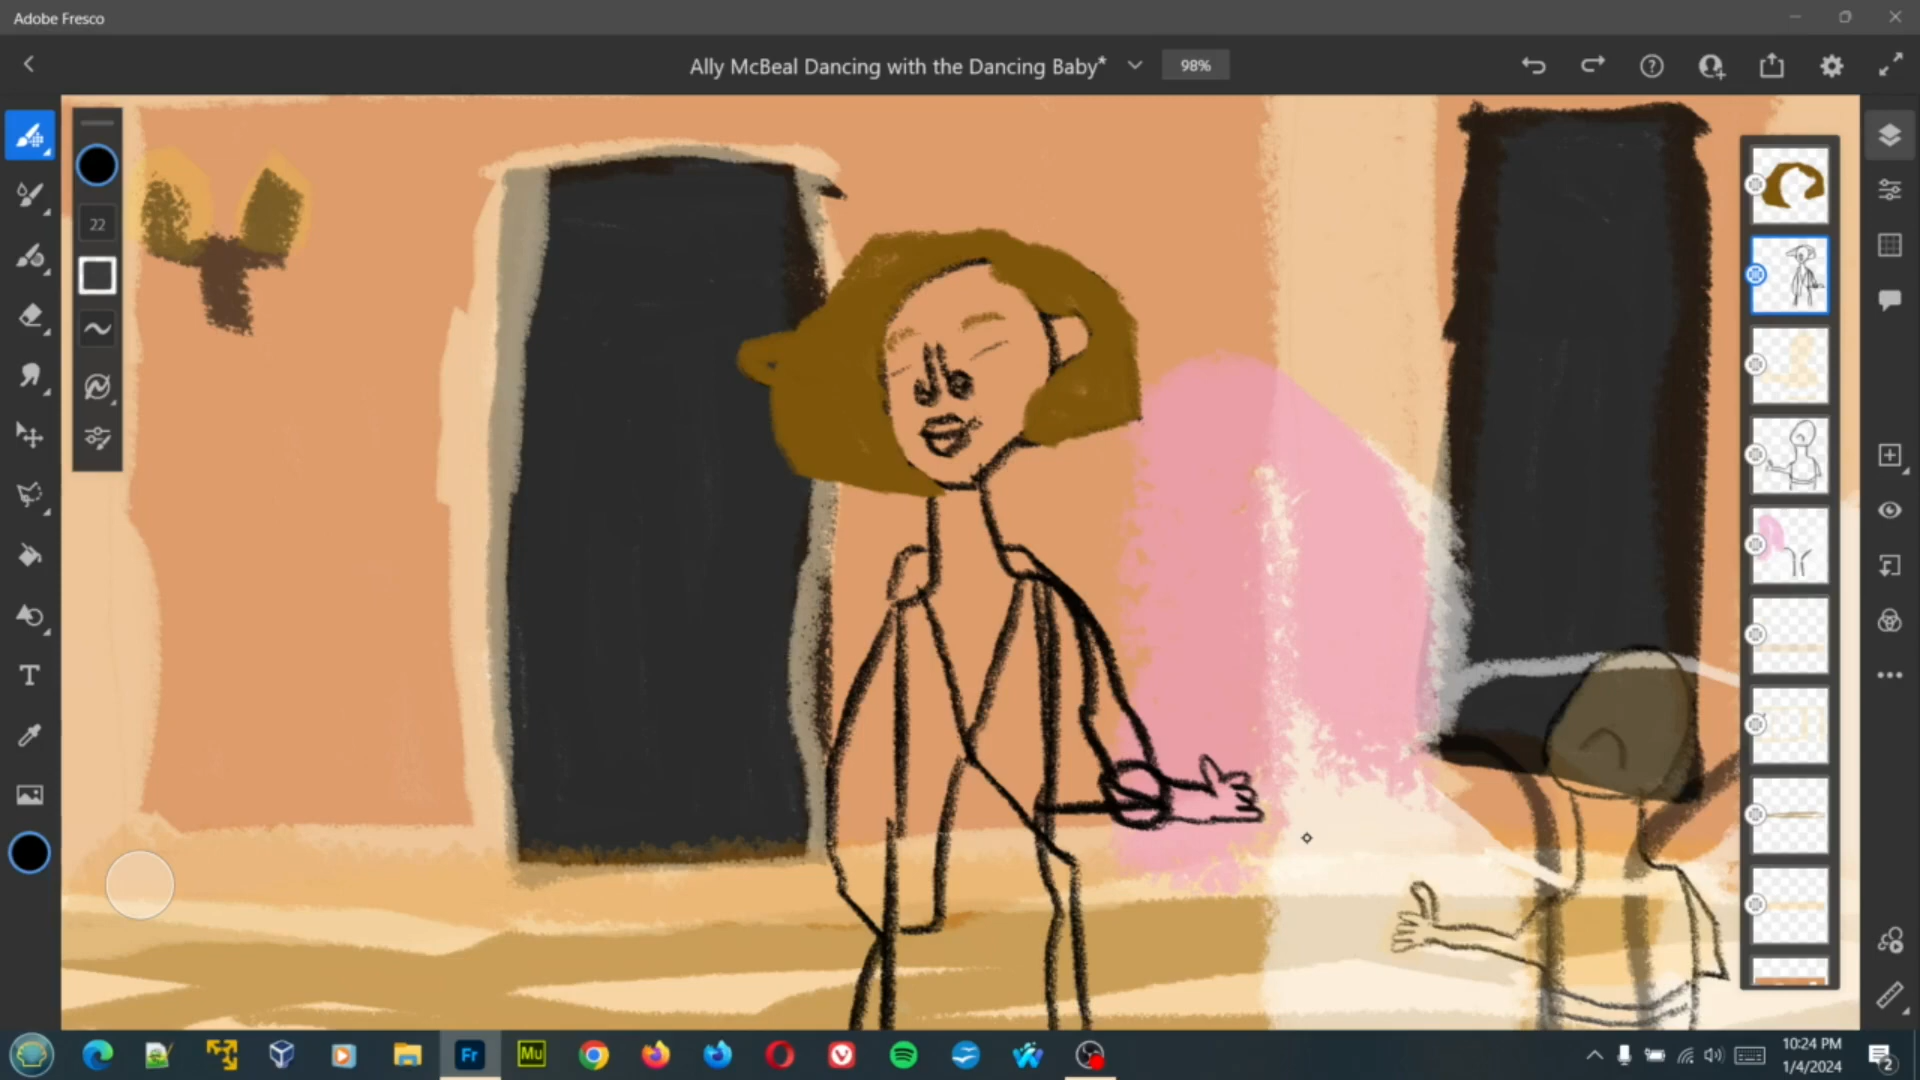 Adobe Fresco
Ally McBeal Dancing with the Dancing Baby*
98%
22
T
Fr
Mu
10:24 PM
1/4/2024
2